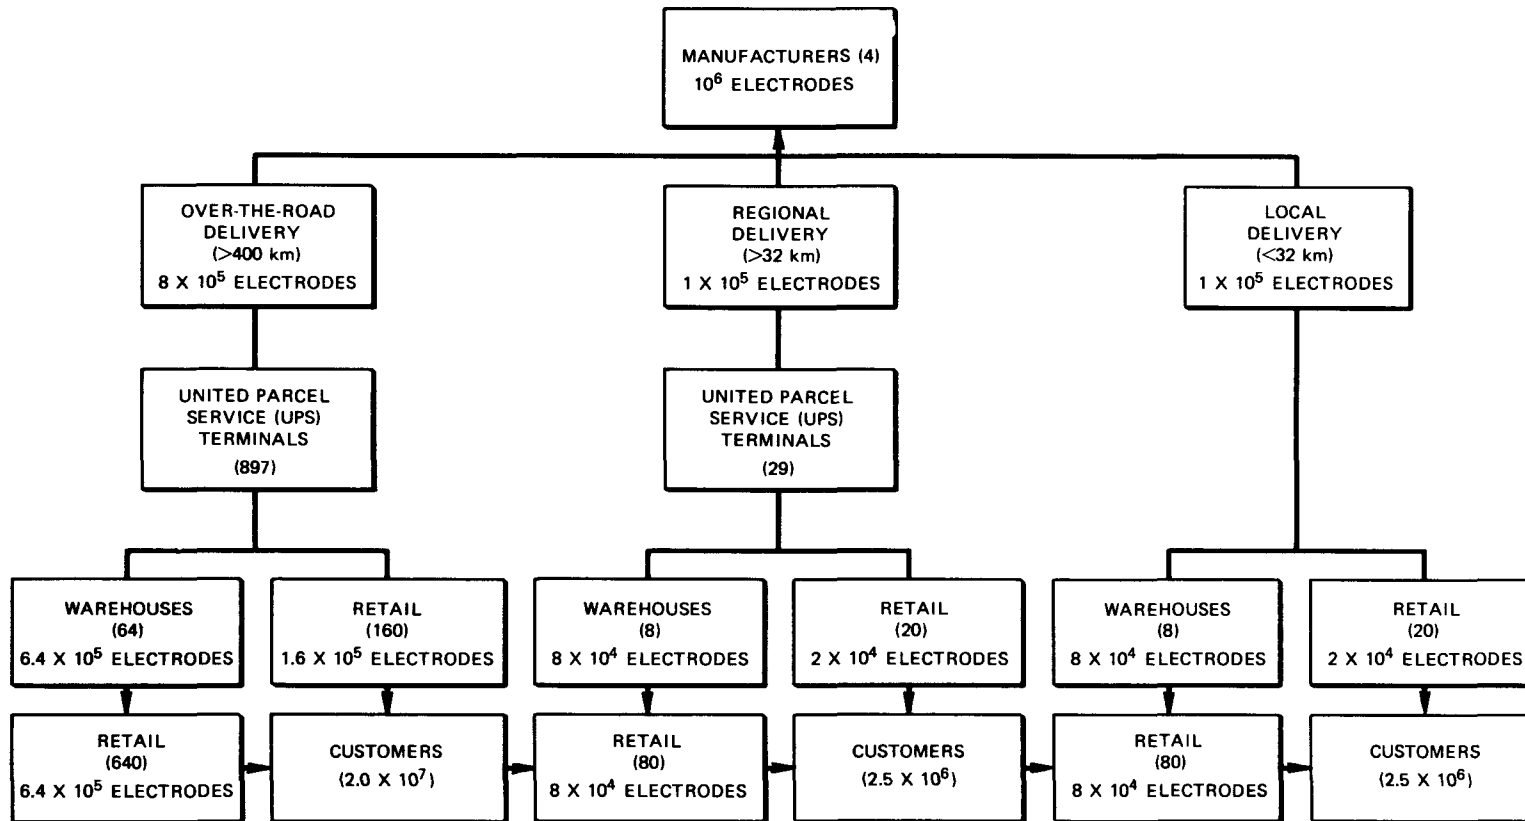 MANUFACTURERS (4)
10⁶ ELECTRODES
OVER-THE-ROAD
DELIVERY
(>400 km)
8 X 10⁵ ELECTRODES
REGIONAL
DELIVERY
(>32 km)
1 X 10⁵ ELECTRODES
LOCAL
DELIVERY
(<32 km)
1 X 10⁵ ELECTRODES
UNITED PARCEL
SERVICE (UPS)
TERMINALS
(897)
UNITED PARCEL
SERVICE (UPS)
TERMINALS
(29)
WAREHOUSES
(64)
6.4 X 10⁵ ELECTRODES
RETAIL
(160)
1.6 X 10⁵ ELECTRODES
WAREHOUSES
(8)
8 X 10⁴ ELECTRODES
RETAIL
(20)
2 X 10⁴ ELECTRODES
WAREHOUSES
(8)
8 X 10⁴ ELECTRODES
RETAIL
(20)
2 X 10⁴ ELECTRODES
RETAIL
(640)
6.4 X 10⁵ ELECTRODES
CUSTOMERS
(2.0 X 10⁷)
RETAIL
(80)
8 X 10⁴ ELECTRODES
CUSTOMERS
(2.5 X 10⁶)
RETAIL
(80)
8 X 10⁴ ELECTRODES
CUSTOMERS
(2.5 X 10⁶)